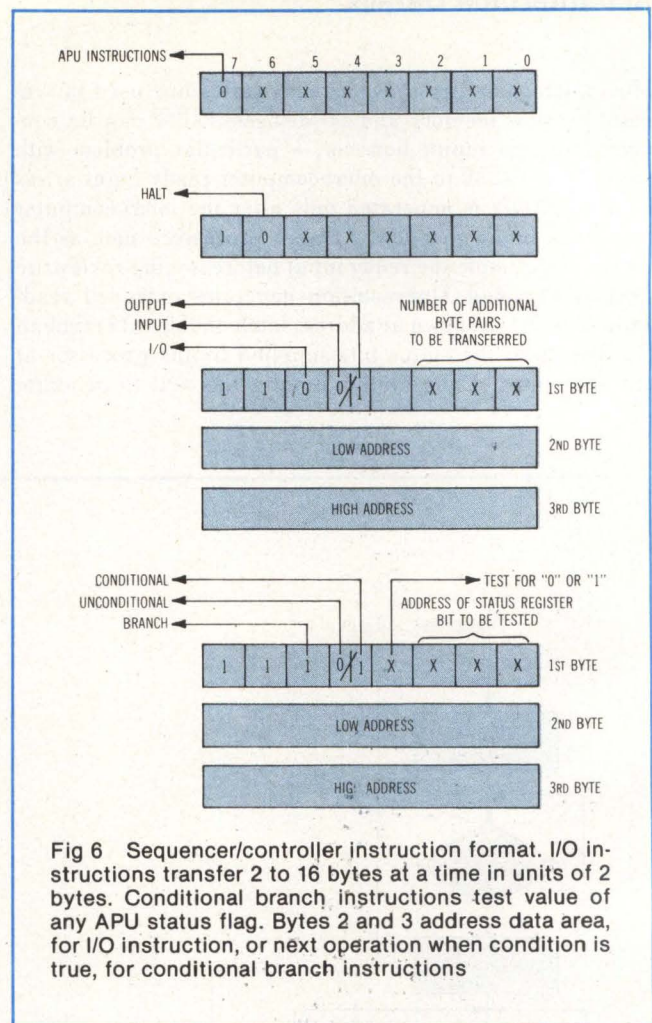 7 6 5 4 3 2 1 0
APU INSTRUCTIONS
0 X X X X X X X
HALT
1 0 X X X X X X
OUTPUT
INPUT
I/O
NUMBER OF ADDITIONAL
BYTE PAIRS
TO BE TRANSFERRED
1 1 0 0/1 X X X 1ST BYTE
LOW ADDRESS 2ND BYTE
HIGH ADDRESS 3RD BYTE
CONDITIONAL
UNCONDITIONAL
BRANCH
TEST FOR "0" OR "1"
ADDRESS OF STATUS REGISTER
BIT TO BE TESTED
1 1 1 0/1 X X X X 1ST BYTE
LOW ADDRESS 2ND BYTE
HIGH ADDRESS 3RD BYTE
Fig 6 Sequencer/controller instruction format. I/O in-
structions transfer 2 to 16 bytes at a time in units of 2
bytes. Conditional branch instructions test value of
any APU status flag. Bytes 2 and 3 address data area,
for I/O instruction, or next operation when condition is
true, for conditional branch instructions